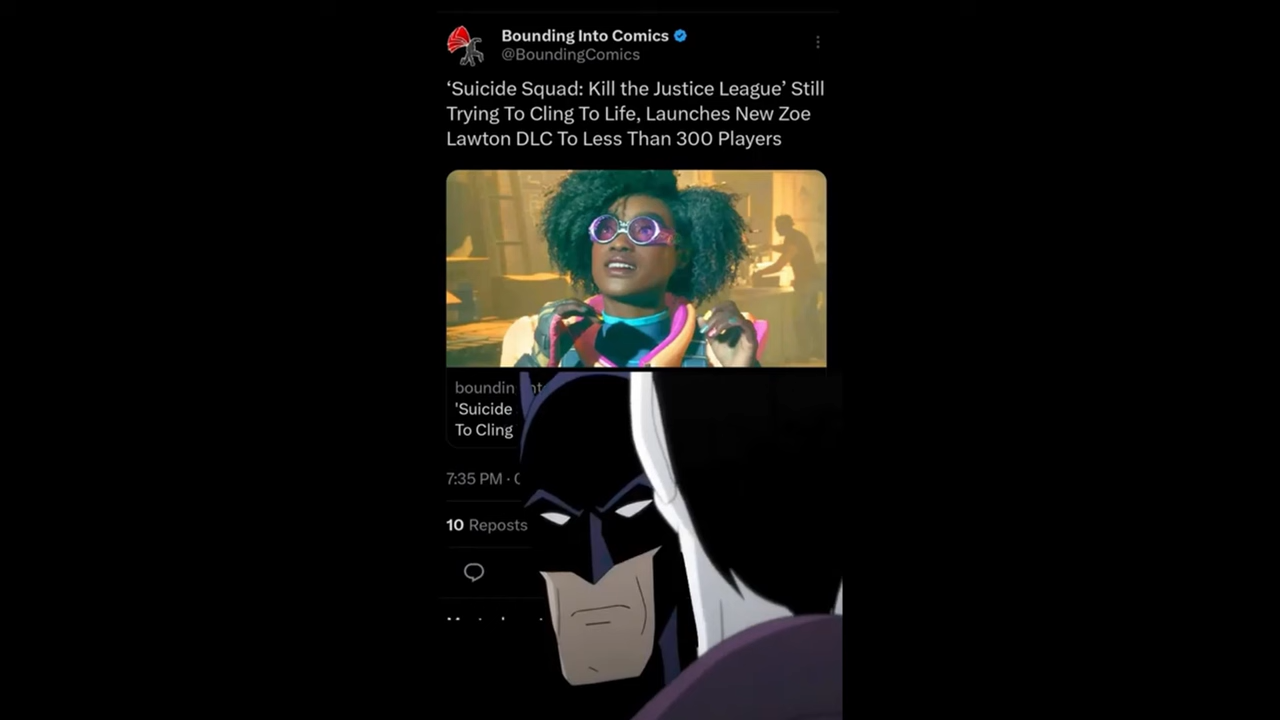 Bounding Into Comics
@BoundingComics
‘Suicide Squad: Kill the Justice League’ Still
Trying To Cling To Life, Launches New Zoe
Lawton DLC To Less Than 300 Players
boundin
'Suicide
To Cling
7:35 PM ·
10 Reposts